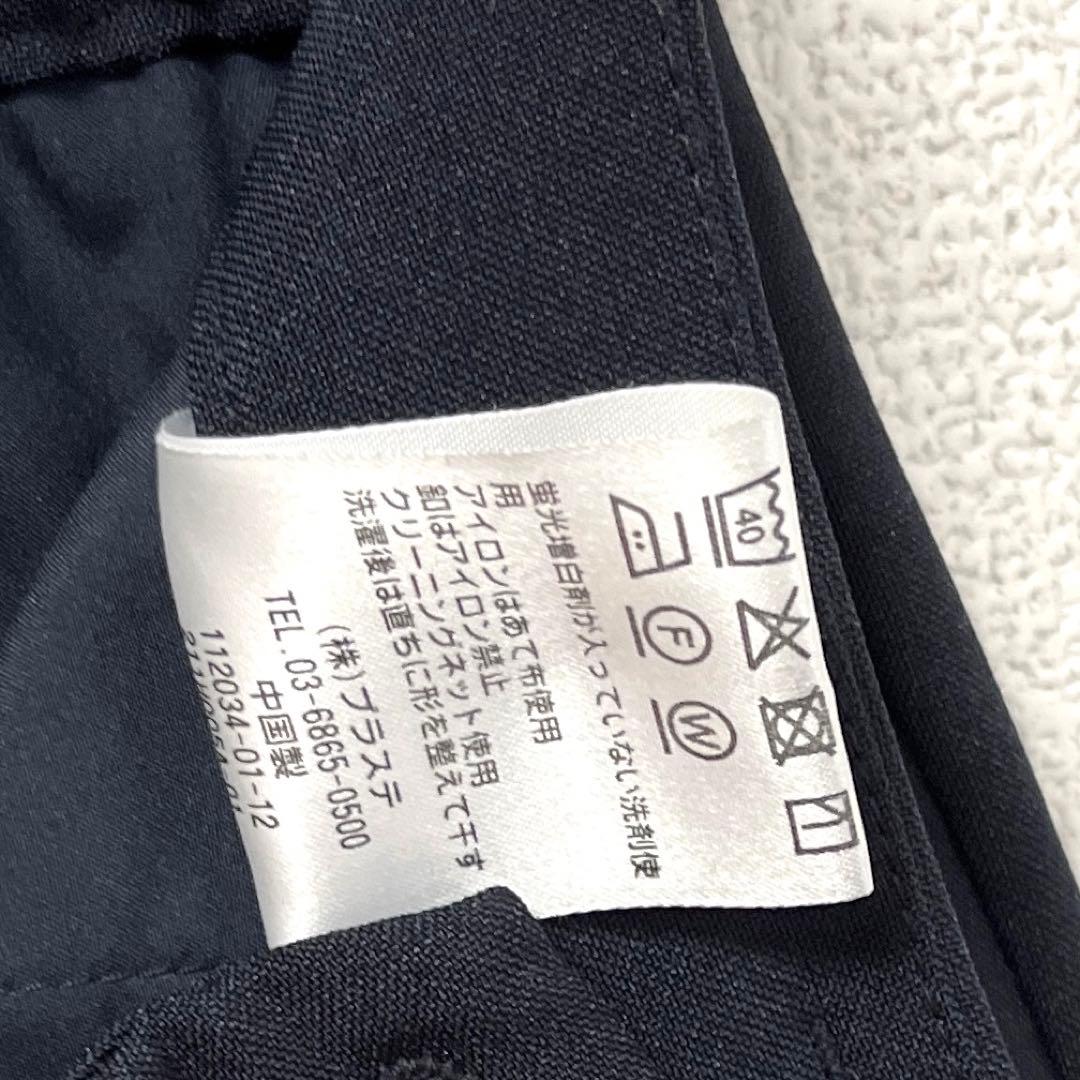 40
F W
蛍光増白剤が入っていない洗剤使
用
アイロンはあて布使用
釦はアイロン禁止
クリーニングネット使用
洗濯後は直ちに形を整えて干す
(株)プラステ
TEL.03-6865-0500
中国製
112034-01-12